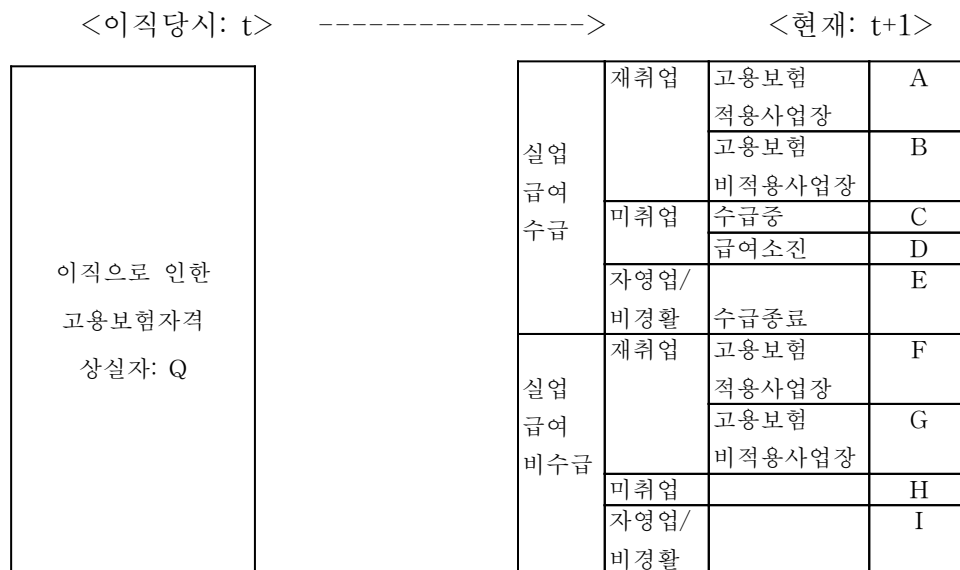 <이직당시: t> ----------------> <현재: t+1>
이직으로 인한
고용보험자격
상실자: Q
실업
급여
수급
재취업
고용보험
적용사업장
A
고용보험
비적용사업장
B
미취업
수급중
C
급여소진
D
자영업/
비경활
수급종료
E
실업
급여
비수급
재취업
고용보험
적용사업장
F
고용보험
비적용사업장
G
미취업
H
자영업/
비경활
I